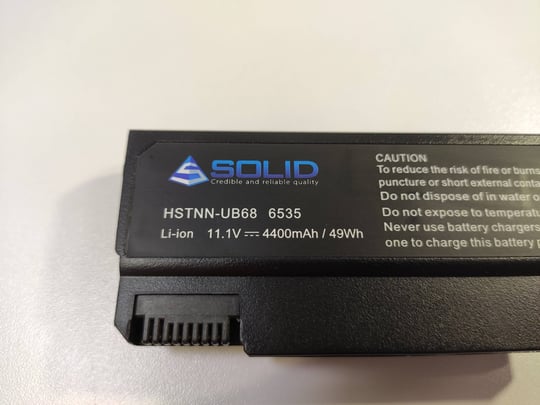 SOLID
Credible and reliable quality
HSTNN-UB68 6535
Li-ion 11.1V ⎓ 4400mAh / 49Wh
CAUTION
To reduce the risk of fire or burns
puncture or short external conta
Do not dispose of in water o
Do not expose to temperatu
Never use battery chargers
one to charge this battery p